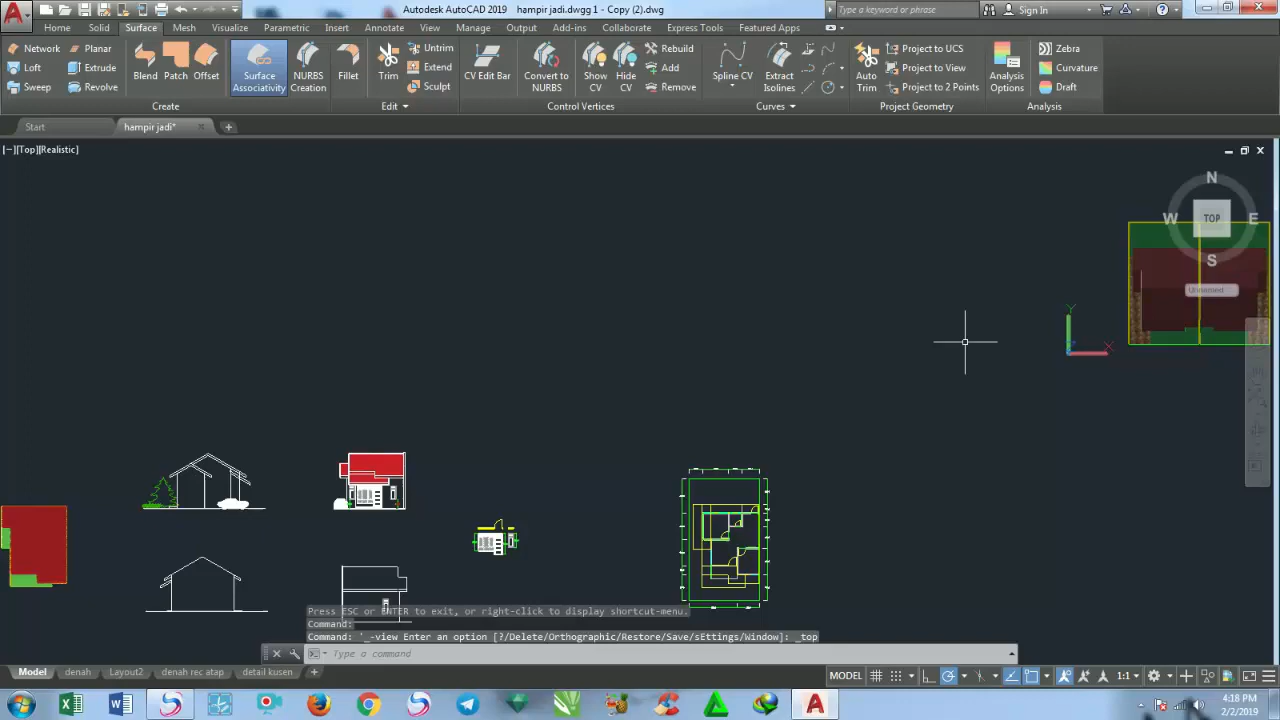 Autodesk AutoCAD 2019   hampir jadi.dwgg 1 - Copy (2).dwg
Type a keyword or phrase
Sign In
Home Solid Surface Mesh Visualize Parametric Insert Annotate View Manage Output Add-ins Collaborate Express Tools Featured Apps
Network Planar
Loft Extrude
Sweep Revolve
Blend Patch Offset
Surface Associativity
NURBS Creation
Fillet
Trim
Untrim
Extend
Sculpt
CV Edit Bar
Convert to NURBS
Show CV
Hide CV
Rebuild
Add
Remove
Spline CV
Extract Isolines
Auto Trim
Project to UCS
Project to View
Project to 2 Points
Analysis Options
Zebra
Curvature
Draft
Create Edit Control Vertices Curves Project Geometry Analysis
Start hampir jadi*
[−][Top][Realistic]
N
W TOP E
S
Unnamed
Y
X
Press ESC or ENTER to exit, or right-click to display shortcut-menu.
Command:
Command: '_-view Enter an option [?/Delete/Orthographic/Restore/Save/sEttings/Window]: _top
Type a command
Model denah Layout2 denah rec atap detail kusen
MODEL 1:1
4:18 PM
2/2/2019